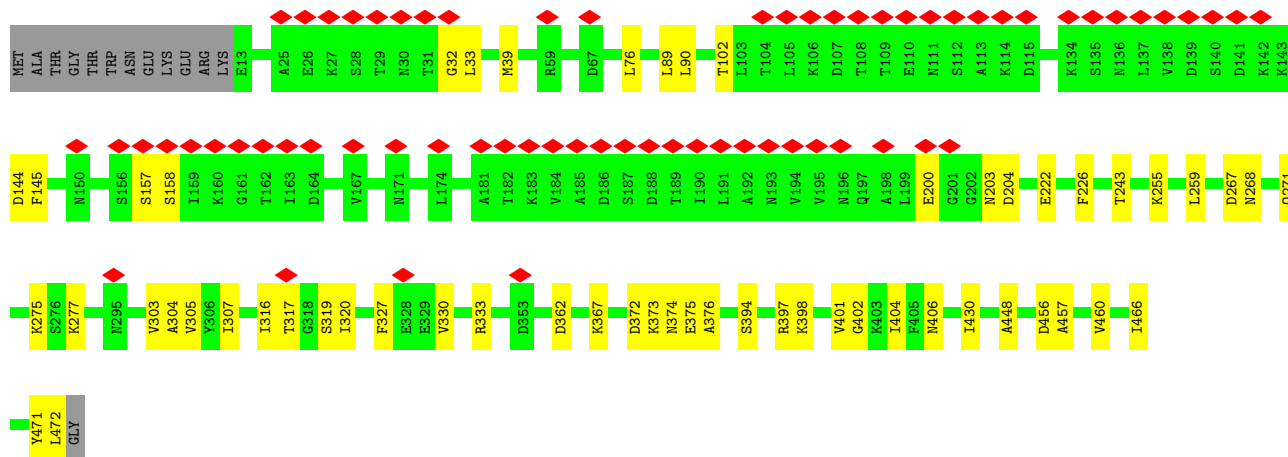 MET ALA THR GLY THR TRP ASN GLU LYS GLU ARG LYS E13 A25 E26 K27 S28 T29 N30 T31 G32 L33 M39 R59 D67 L76 L89 L90 T102 L103 T104 L105 K106 D107 T108 T109 E110 N111 S112 A113 K114 D115 K134 S135 N136 L137 V138 D139 S140 D141 K142 K143
D144 F145 N150 S156 S157 S158 I159 K160 G161 T162 I163 D164 V167 N171 L174 A181 T182 K183 V184 A185 D186 S187 D188 T189 I190 L191 A192 N193 V194 V195 N196 Q197 A198 L199 E200 G201 G202 N203 D204 E222 F226 T243 K255 L259 D267 N268 Q271
K275 S276 K277 N295 V303 A304 V305 Y306 I307 I316 T317 G318 S319 I320 F327 E328 E329 V330 R333 D353 D362 K367 D372 K373 N374 E375 A376 S394 R397 K398 V401 G402 K403 I404 F405 N406 I430 A448 D456 A457 V460 I466
Y471 L472 GLY